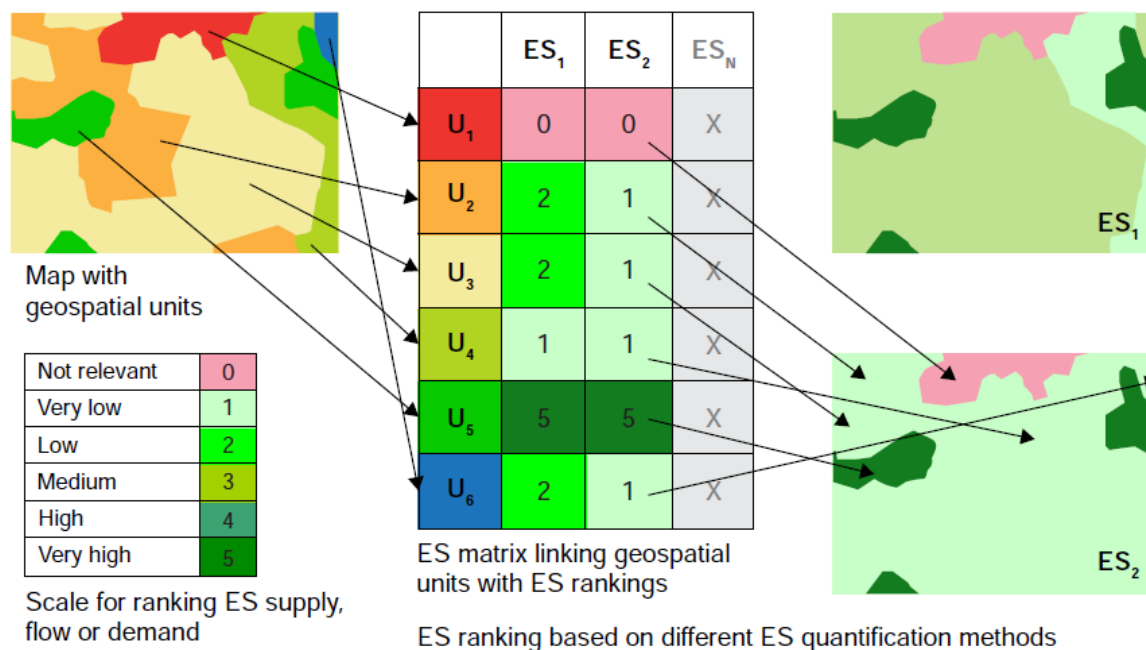 ES1 ES2 ESN
U1 0 0 X
U2 2 1 X
U3 2 1 X
U4 1 1 X
U5 5 5 X
U6 2 1 X
Map with
geospatial units
Not relevant 0
Very low 1
Low 2
Medium 3
High 4
Very high 5
Scale for ranking ES supply,
flow or demand
ES matrix linking geospatial
units with ES rankings
ES ranking based on different ES quantification methods
ES1
ES2